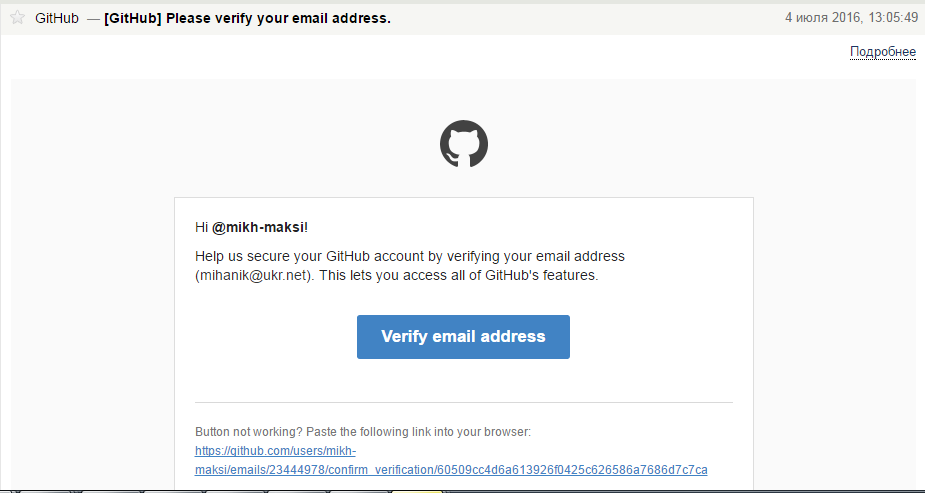 GitHub — [GitHub] Please verify your email address.
4 июля 2016, 13:05:49
Подробнее
Hi @mikh-maksi!
Help us secure your GitHub account by verifying your email address
(mihanik@ukr.net). This lets you access all of GitHub's features.
Verify email address
Button not working? Paste the following link into your browser:
https://github.com/users/mikh-
maksi/emails/23444978/confirm_verification/60509cc4d6a613926f0425c626586a7686d7c7ca